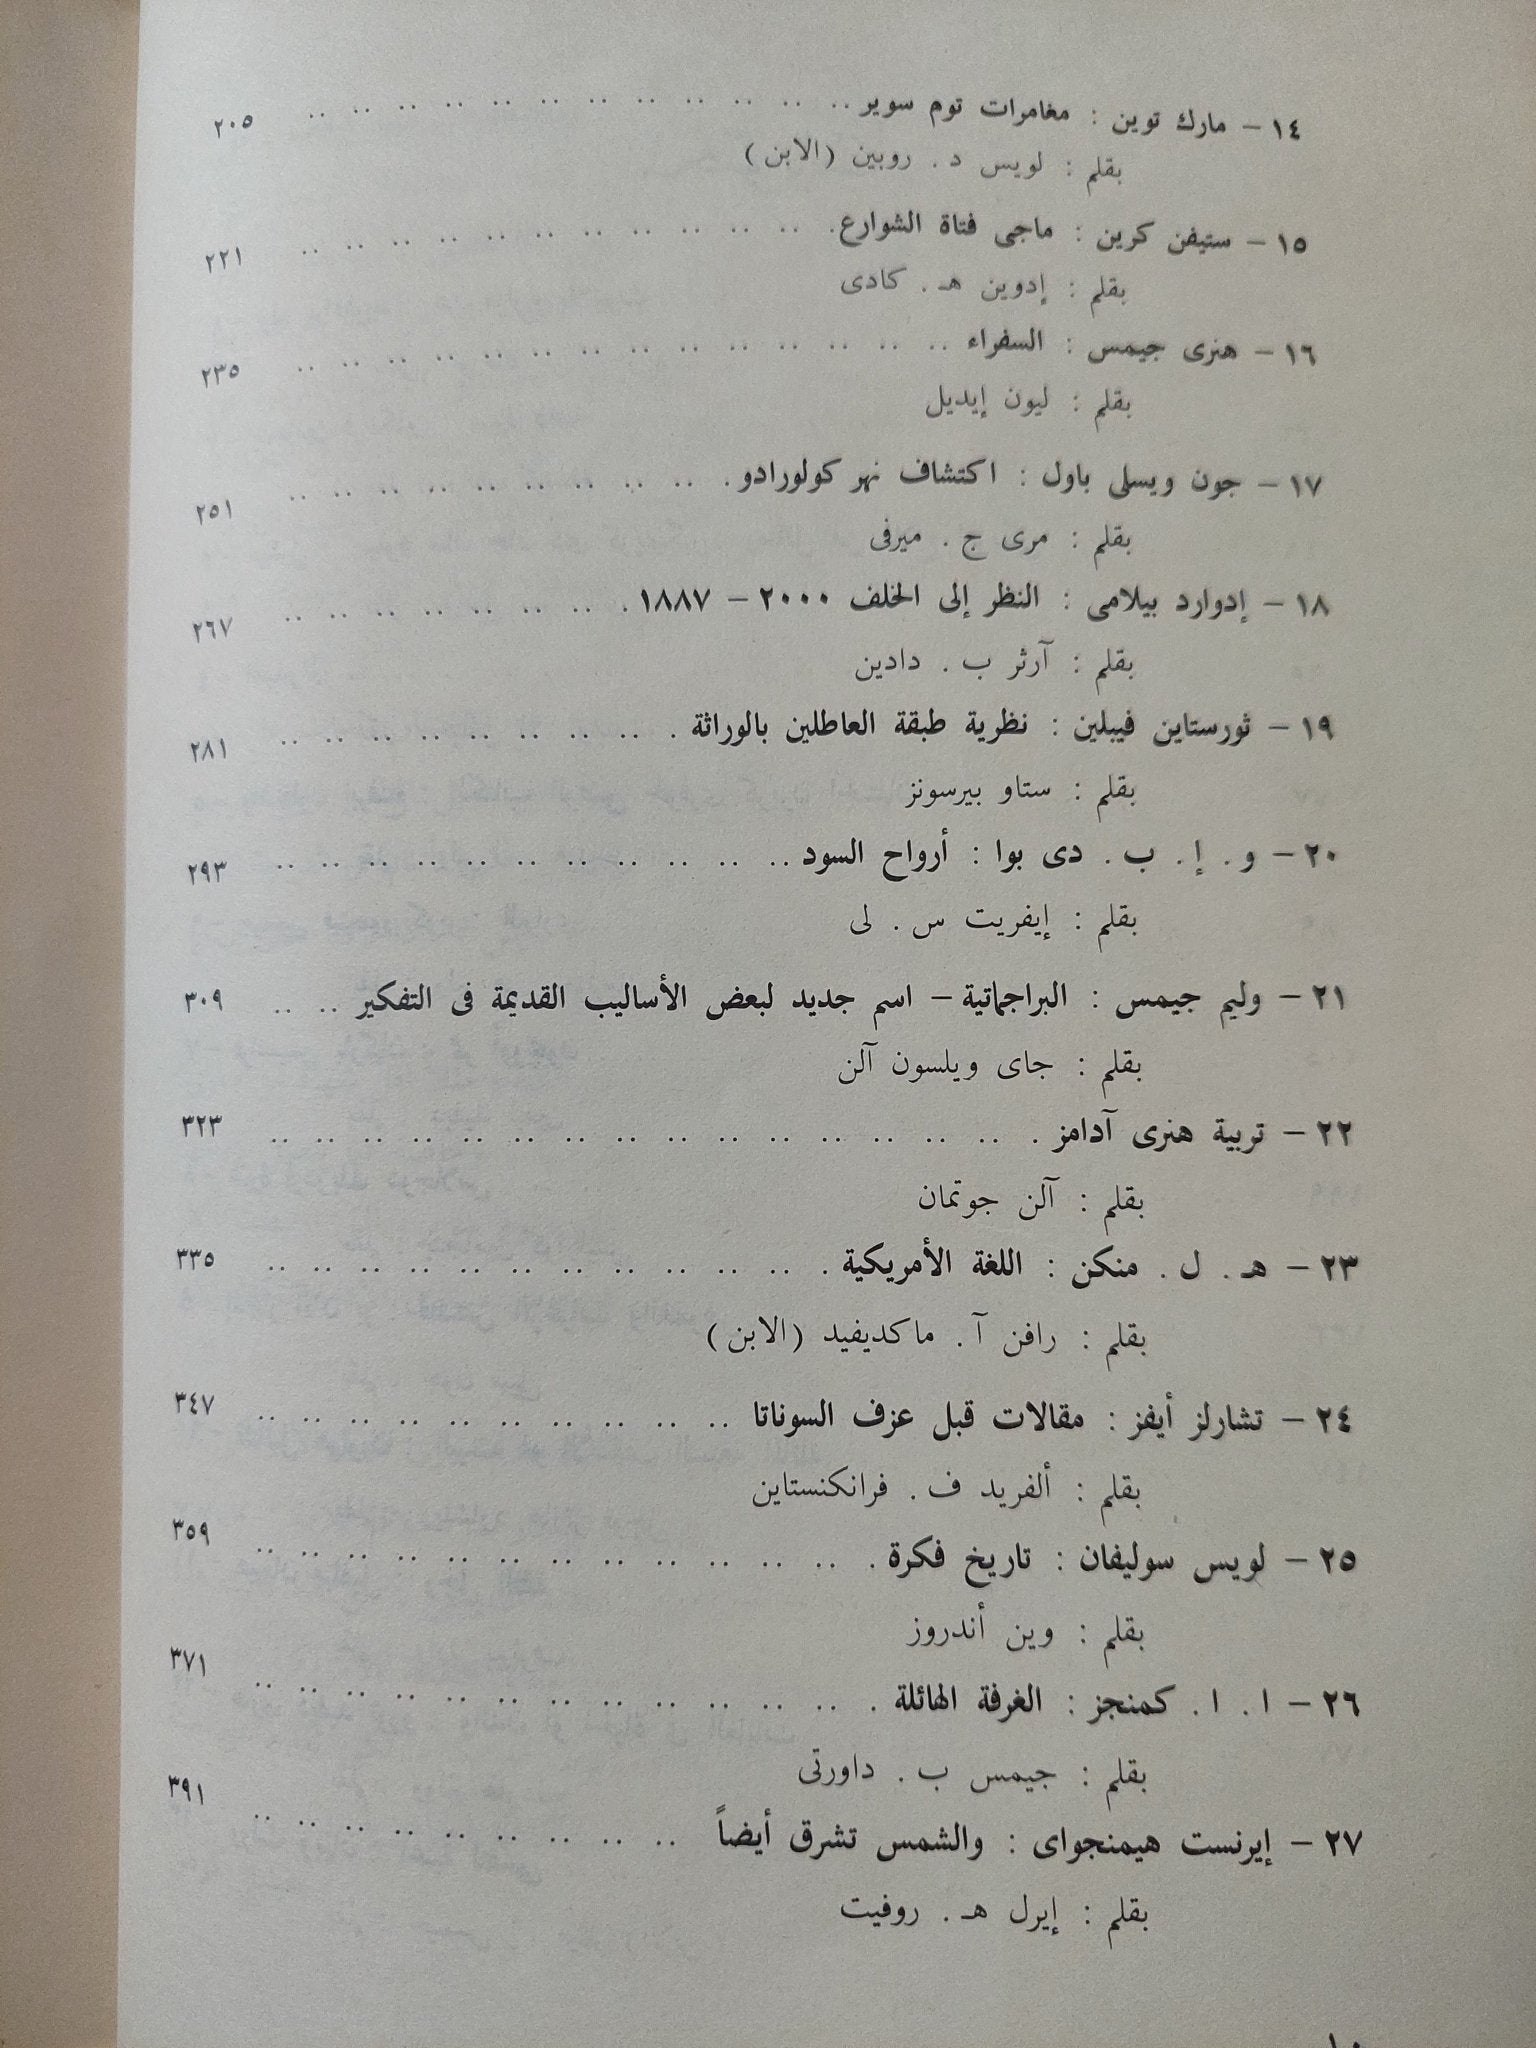 ١٤ – مارك توين : مغامرات توم سوير .. .. .. .. .. .. .. .. .. .. .. .. ٢٠٥
بقلم : لويس د . روبين (الابن)
١٥ – ستيفن كرين : ماجى فتاة الشوارع . .. .. .. .. .. .. .. .. .. .. .. ٢٢١
بقلم : إدوين هـ . كادى
١٦ – هنرى جيمس : السفراء .. .. .. .. .. .. .. .. .. .. .. .. .. .. ٢٣٥
بقلم : ليون إيديل
١٧ – جون ويسلى باول : اكتشاف نهر كولورادو . .. .. .. .. .. .. .. .. .. ٢٥١
بقلم : مرى ج . ميرفى
١٨ – إدوارد بيلامى : النظر إلى الخلف ٢٠٠٠ – ١٨٨٧ . .. .. .. .. .. .. .. ٢٦٧
بقلم : آرثر ب . دادين
١٩ – ثورستاين فيبلين : نظرية طبقة العاطلين بالوراثة . .. .. .. .. .. .. .. .. ٢٨١
بقلم : ستاو بيرسونز
٢٠ – و . إ . ب . دى بوا : أرواح السود .. .. .. .. .. .. .. .. .. .. .. ٢٩٣
بقلم : إيفريت س . لى
٢١ – وليم جيمس : البراجماتية – اسم جديد لبعض الأساليب القديمة فى التفكير .. .. ٣٠٩
بقلم : جاى ويلسون آلن
٢٢ – تربية هنرى آدامز . .. .. .. .. .. .. .. .. .. .. .. .. .. .. .. ٣٢٣
بقلم : آلن جوتمان
٢٣ – هـ . ل . منكن : اللغة الأمريكية . .. .. .. .. .. .. .. .. .. .. .. ٣٣٥
بقلم : رافن آ . ماكديفيد (الابن)
٢٤ – تشارلز أيفز : مقالات قبل عزف السوناتا .. .. .. .. .. .. .. .. .. .. ٣٤٧
بقلم : ألفريد ف . فرانكنستاين
٢٥ – لويس سوليفان : تاريخ فكرة . .. .. .. .. .. .. .. .. .. .. .. .. ٣٥٩
بقلم : وين أندروز
٢٦ – ا . ا . كمنجز : الغرفة الهائلة . .. .. .. .. .. .. .. .. .. .. .. .. ٣٧١
بقلم : جيمس ب . داورتى
٢٧ – إيرنست هيمنجواى : والشمس تشرق أيضاً .. .. .. .. .. .. .. .. .. ٣٩١
بقلم : إيرل هـ . روفيت